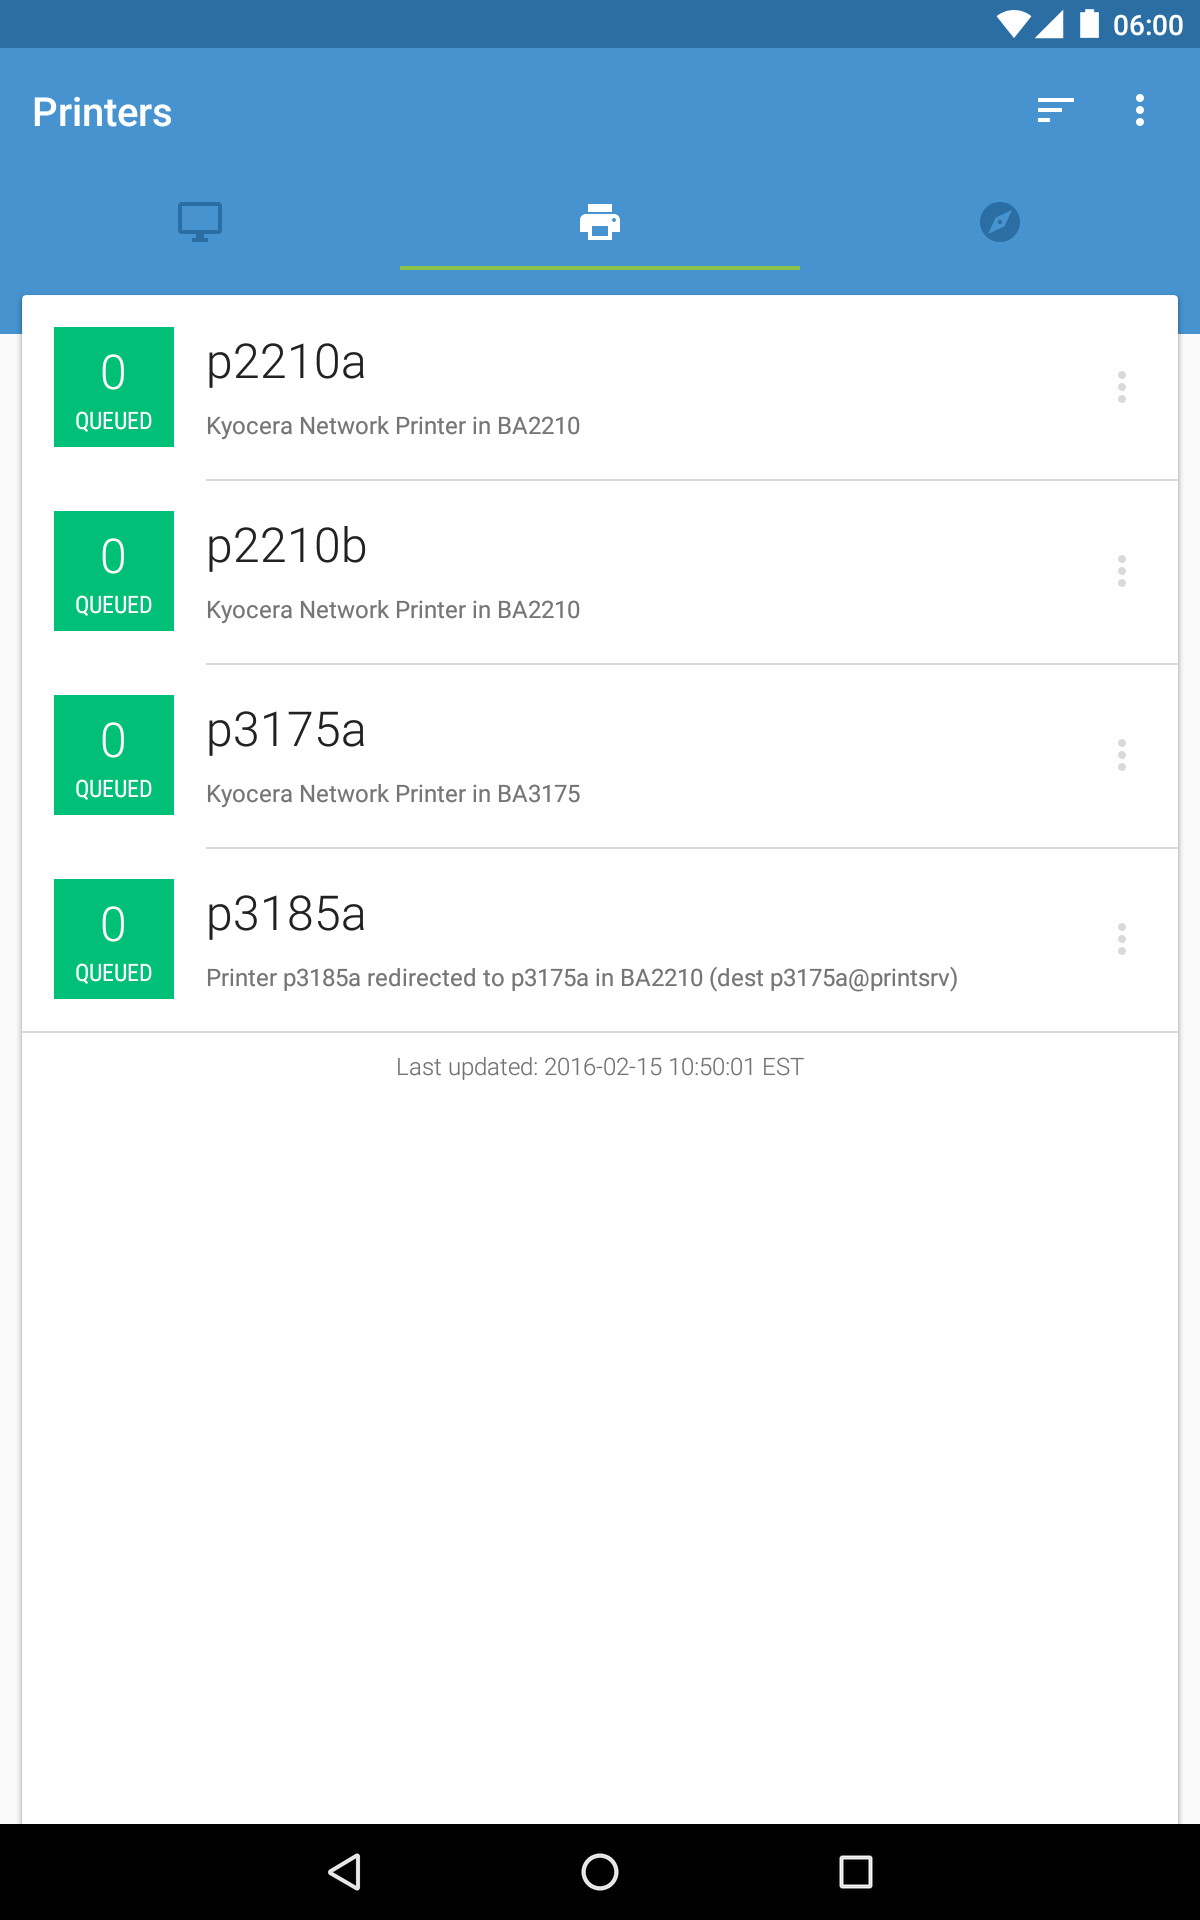 06:00
Printers
0
QUEUED
p2210a
Kyocera Network Printer in BA2210
0
QUEUED
p2210b
Kyocera Network Printer in BA2210
0
QUEUED
p3175a
Kyocera Network Printer in BA3175
0
QUEUED
p3185a
Printer p3185a redirected to p3175a in BA2210 (dest p3175a@printsrv)
Last updated: 2016-02-15 10:50:01 EST